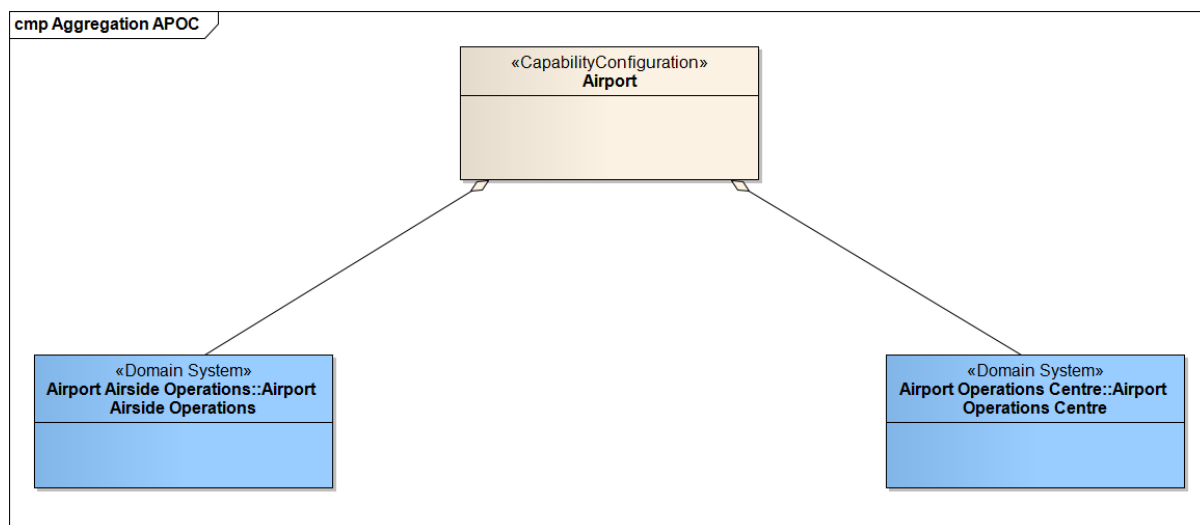 cmp Aggregation APOC
«CapabilityConfiguration»
Airport
«Domain System»
Airport Airside Operations::Airport
Airside Operations
«Domain System»
Airport Operations Centre::Airport
Operations Centre